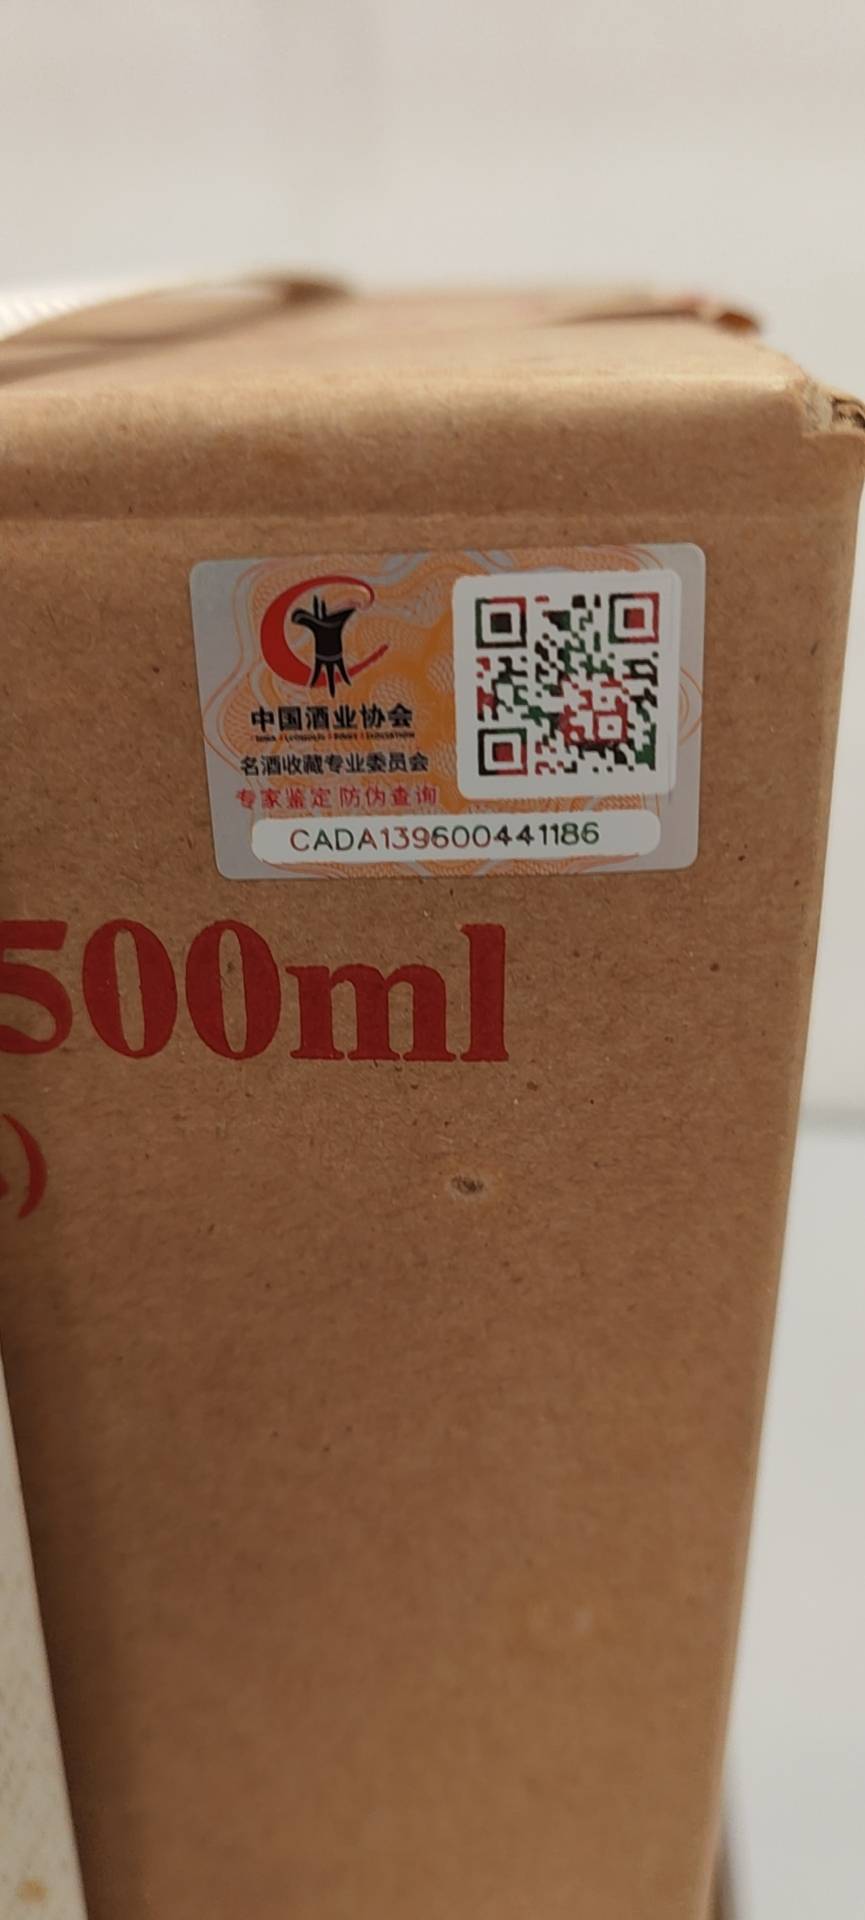 中国酒业协会
名酒收藏专业委员会
专家鉴定 防伪查询
CADA139600441186
500ml
)